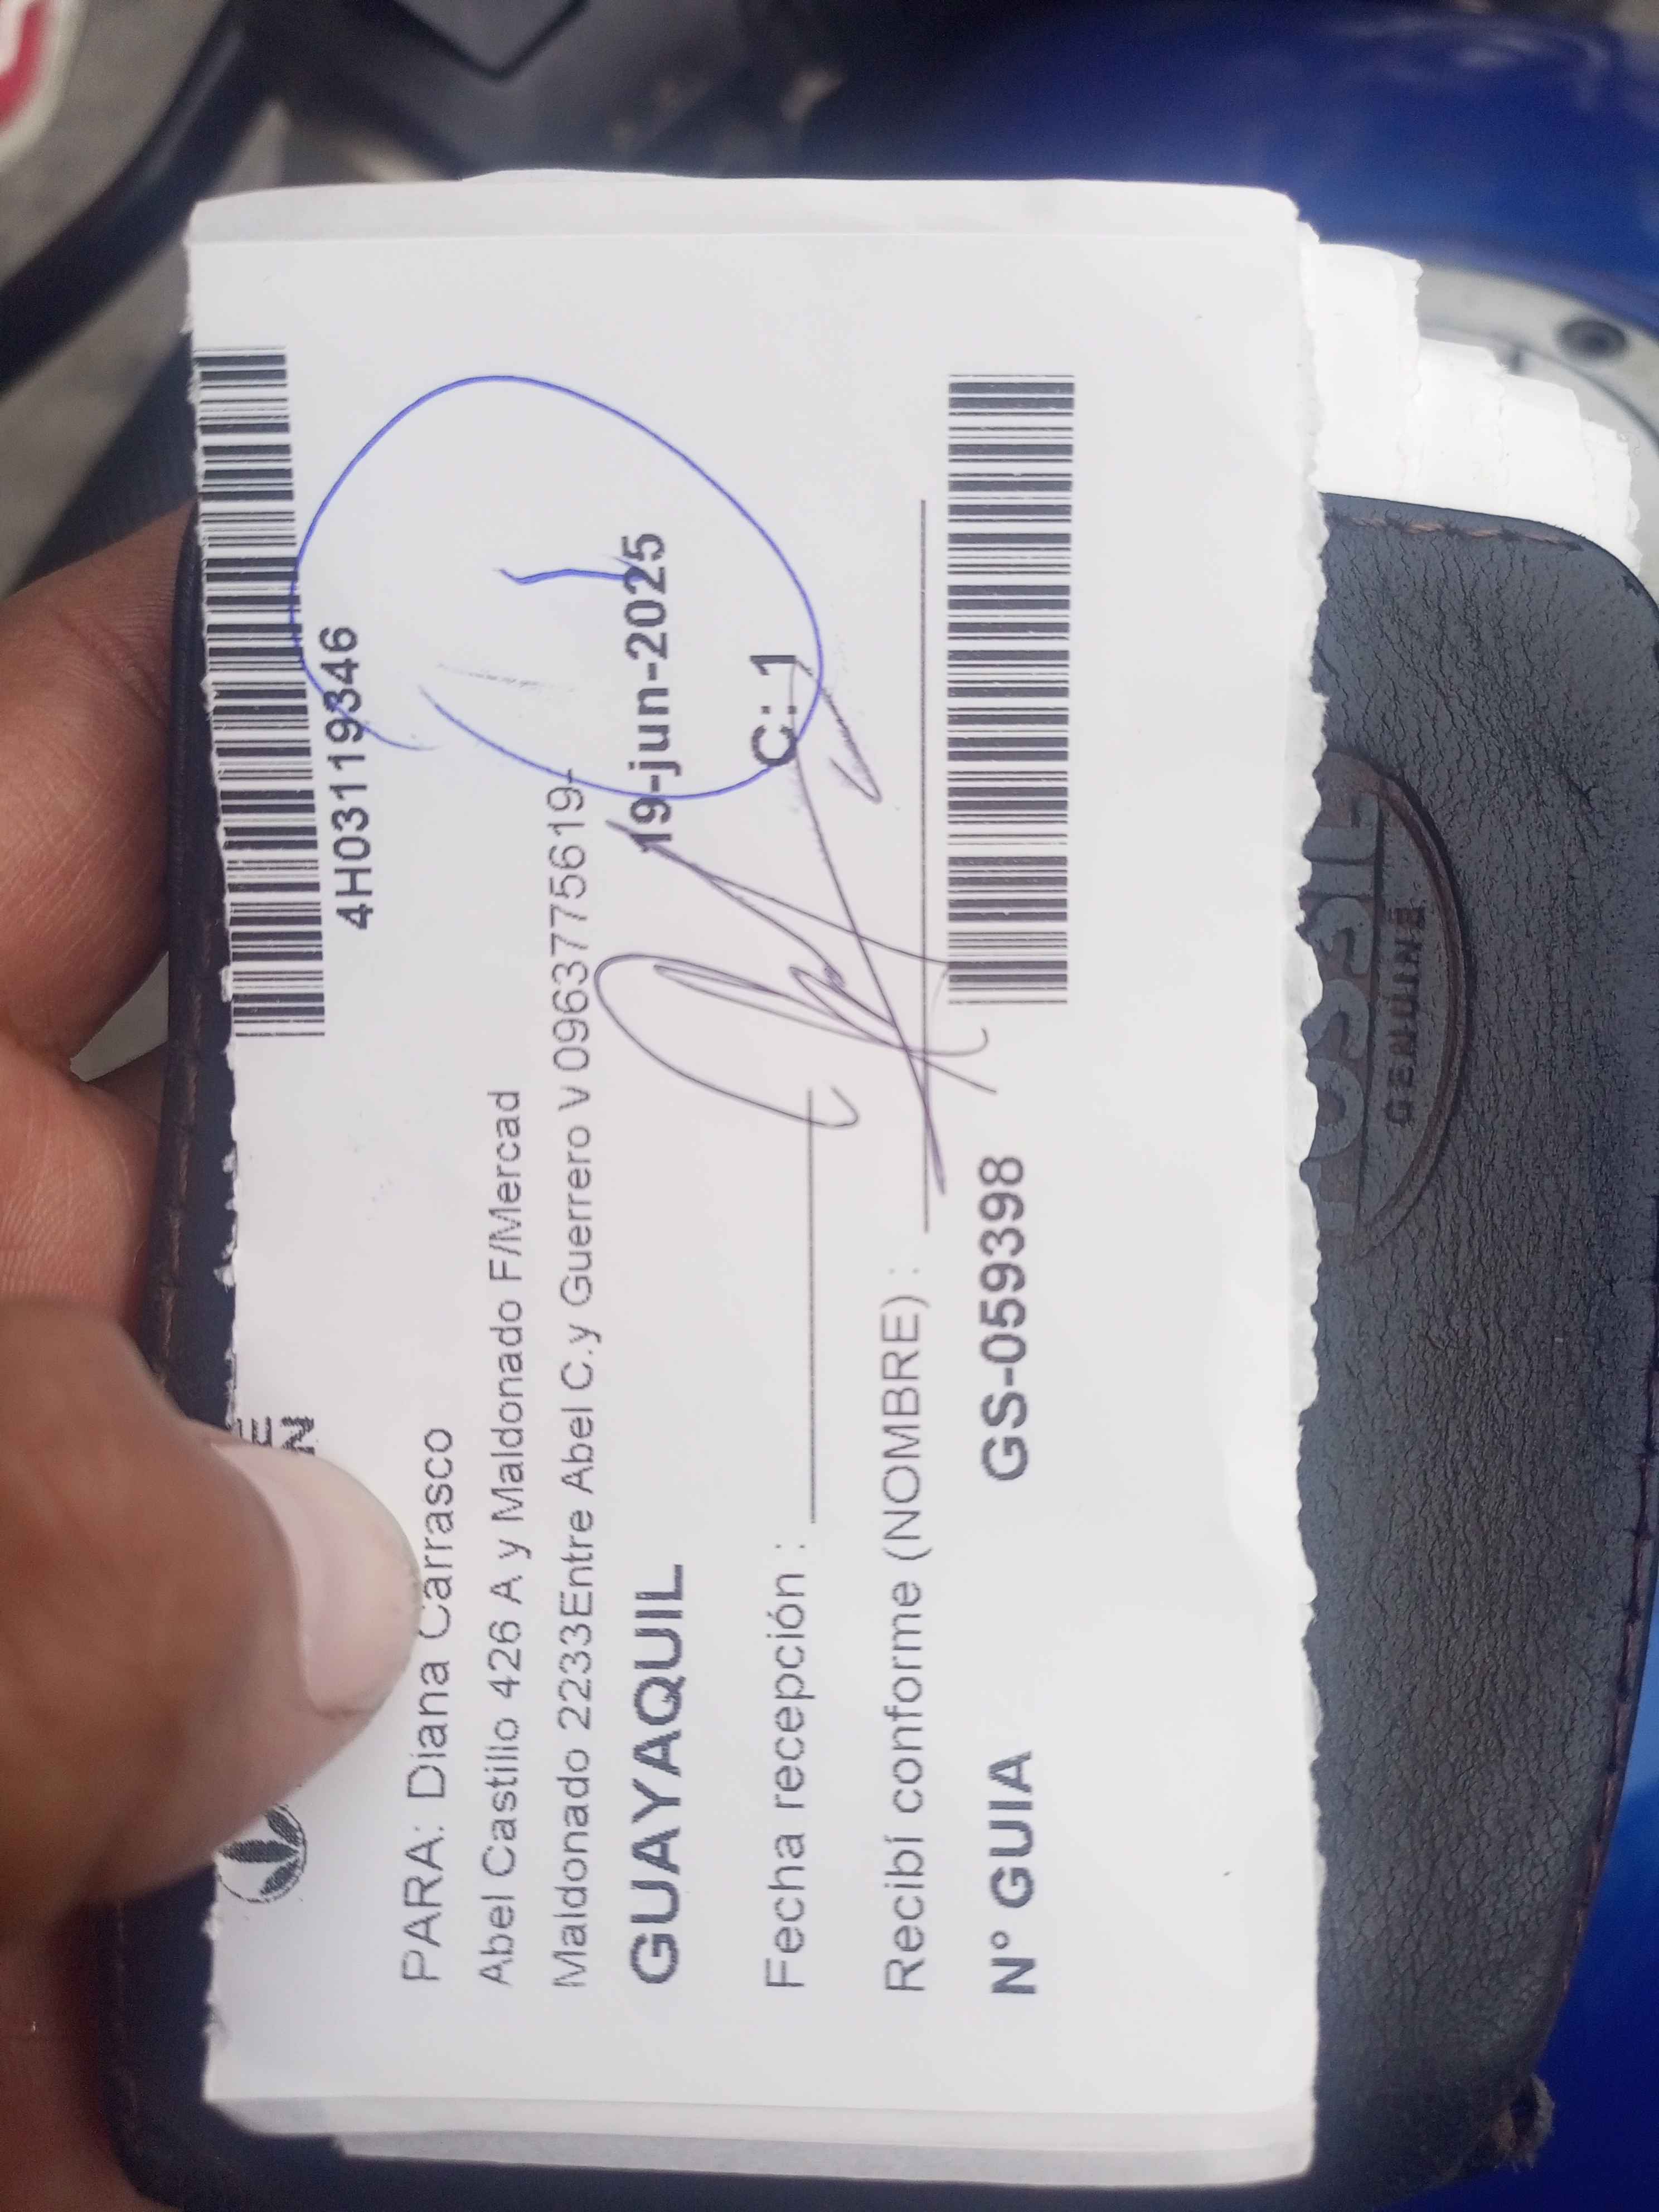 4H03119346
PARA: Diana Carrasco
Abel Castillo 426 A y Maldonado F/Mercad
Maldonado 2233Entre Abel C.y Guerrero V 0963775619-
GUAYAQUIL 19-jun-2025
Fecha recepción : C: 1
Recibí conforme (NOMBRE) :
N° GUIA GS-059398
GENUINE